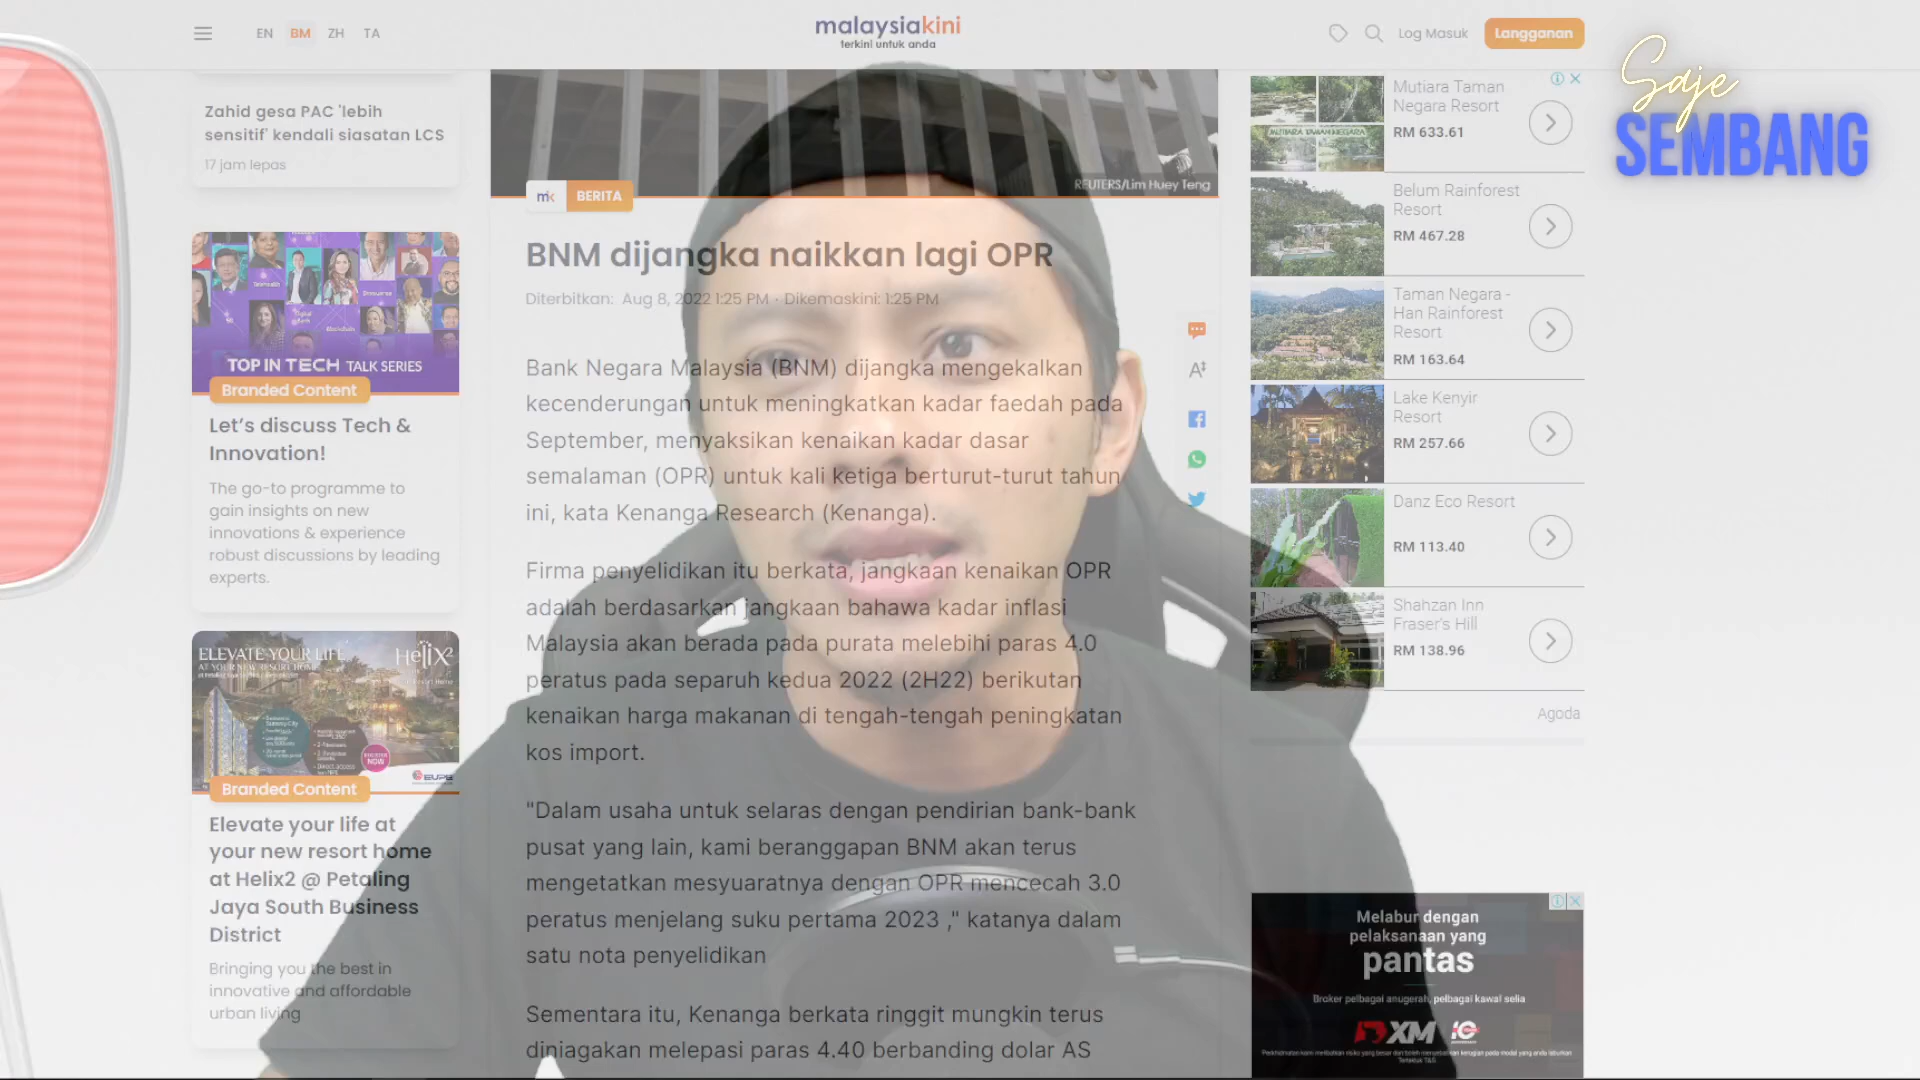 EN BM ZH TA
malaysiakini
terkini untuk anda
Log Masuk
Langganan
Saje
SEMBANG
Zahid gesa PAC 'lebih
sensitif' kendali siasatan LCS
17 jam lepas
TOP IN TECH TALK SERIES
Branded Content
Let's discuss Tech &
Innovation!
The go-to programme to
gain insights on new
innovations & experience
robust discussions by leading
experts.
ELEVATE YOUR LIFE
AT YOUR NEW RESORT HOME
HELIX2
REGISTER
NOW
EUPE
Branded Content
Elevate your life at
your new resort home
at Helix2 @ Petaling
Jaya South Business
District
Bringing you the best in
innovative and affordable
urban living
REUTERS/Lim Huey Teng
mk BERITA
BNM dijangka naikkan lagi OPR
Diterbitkan: Aug 8, 2022 1:25 PM · Dikemaskini: 1:25 PM
Bank Negara Malaysia (BNM) dijangka mengekalkan
kecenderungan untuk meningkatkan kadar faedah pada
September, menyaksikan kenaikan kadar dasar
semalaman (OPR) untuk kali ketiga berturut-turut tahun
ini, kata Kenanga Research (Kenanga).
Firma penyelidikan itu berkata, jangkaan kenaikan OPR
adalah berdasarkan jangkaan bahawa kadar inflasi
Malaysia akan berada pada purata melebihi paras 4.0
peratus pada separuh kedua 2022 (2H22) berikutan
kenaikan harga makanan di tengah-tengah peningkatan
kos import.
"Dalam usaha untuk selaras dengan pendirian bank-bank
pusat yang lain, kami beranggapan BNM akan terus
mengetatkan mesyuaratnya dengan OPR mencecah 3.0
peratus menjelang suku pertama 2023 ," katanya dalam
satu nota penyelidikan
Sementara itu, Kenanga berkata ringgit mungkin terus
diniagakan melepasi paras 4.40 berbanding dolar AS
MUTIARA TAMAN NEGARA
Mutiara Taman
Negara Resort
RM 633.61
Belum Rainforest
Resort
RM 467.28
Taman Negara -
Han Rainforest
Resort
RM 163.64
Lake Kenyir
Resort
RM 257.66
Danz Eco Resort
RM 113.40
Shahzan Inn
Fraser's Hill
RM 138.96
Agoda
Melabur dengan
pelaksanaan yang
pantas
Broker pelbagai anugerah, pelbagai kawal selia
XM 10